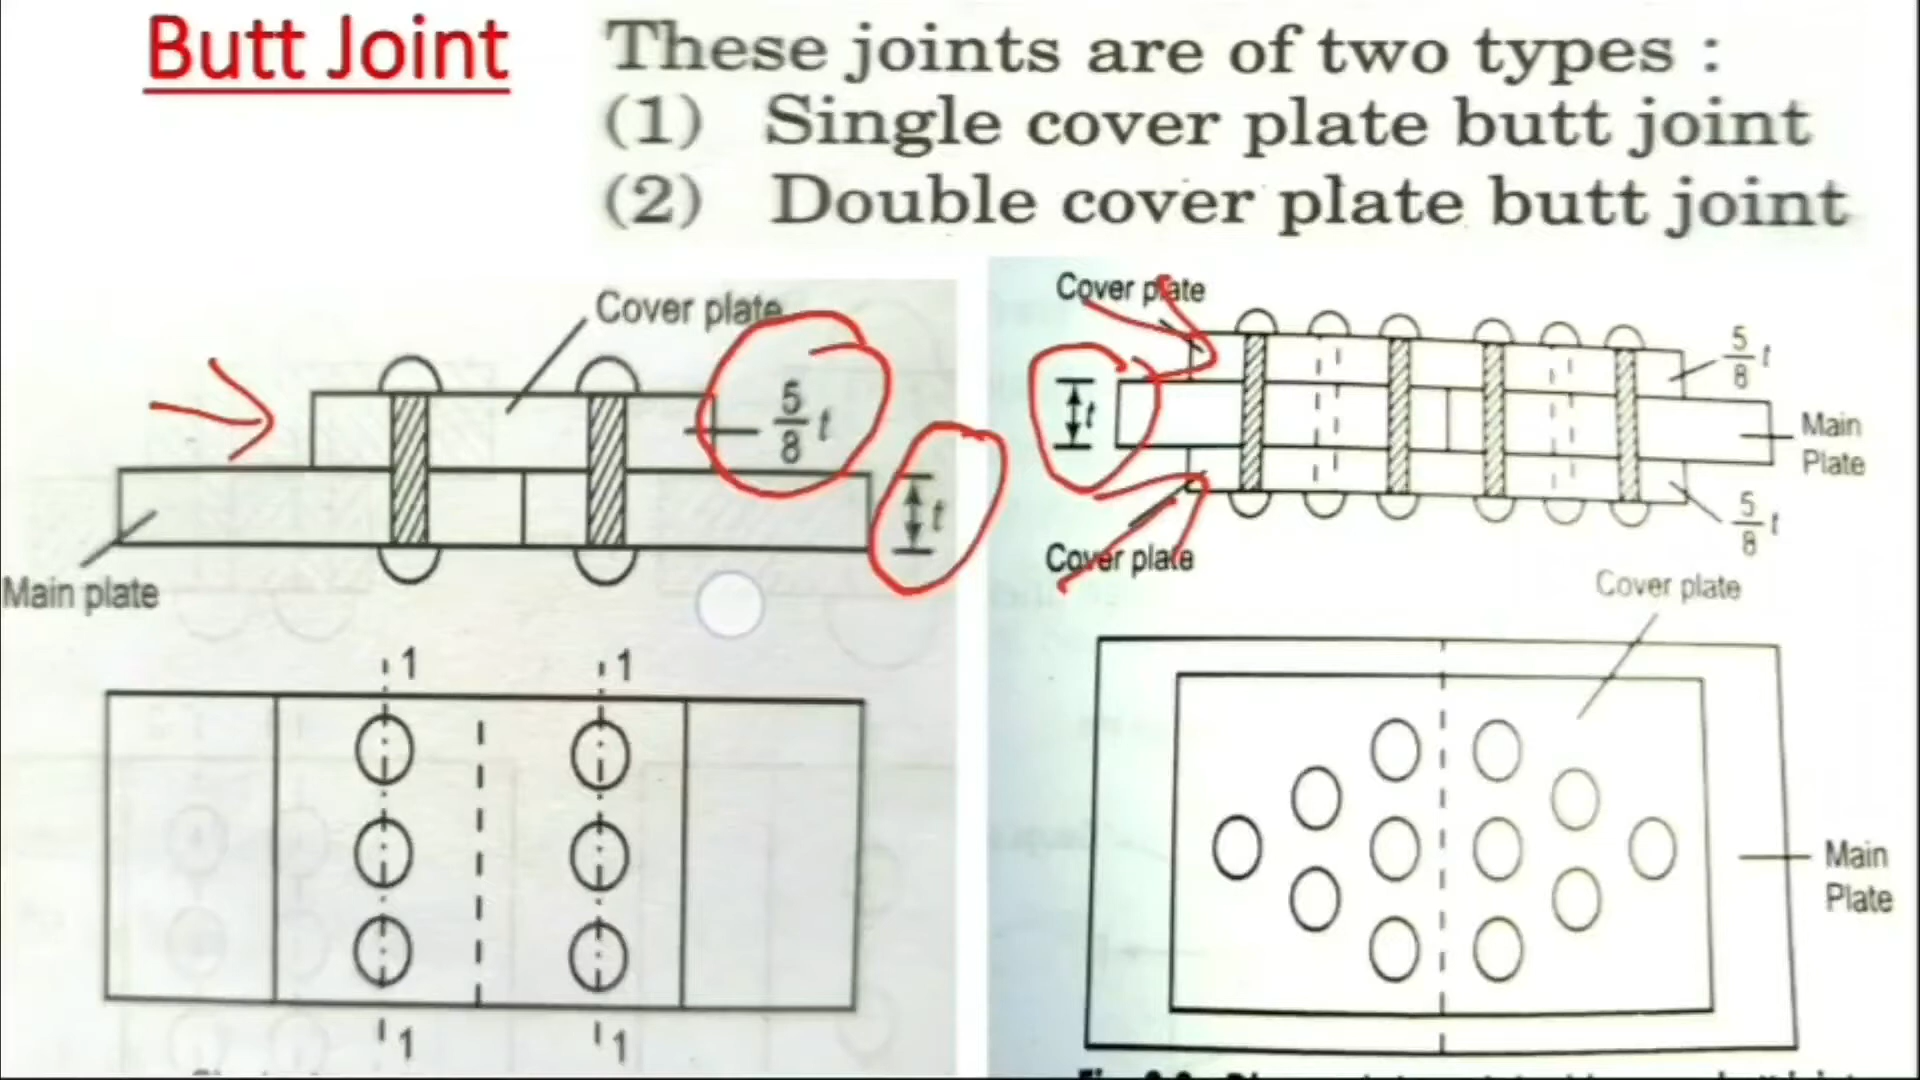 Butt Joint
These joints are of two types :
(1) Single cover plate butt joint
(2) Double cover plate butt joint
Cover plate
5/8 t
t
Main plate
1 1
1 1
Cover plate
5/8 t
t
Main
Plate
5/8 t
Cover plate
Cover plate
Main
Plate